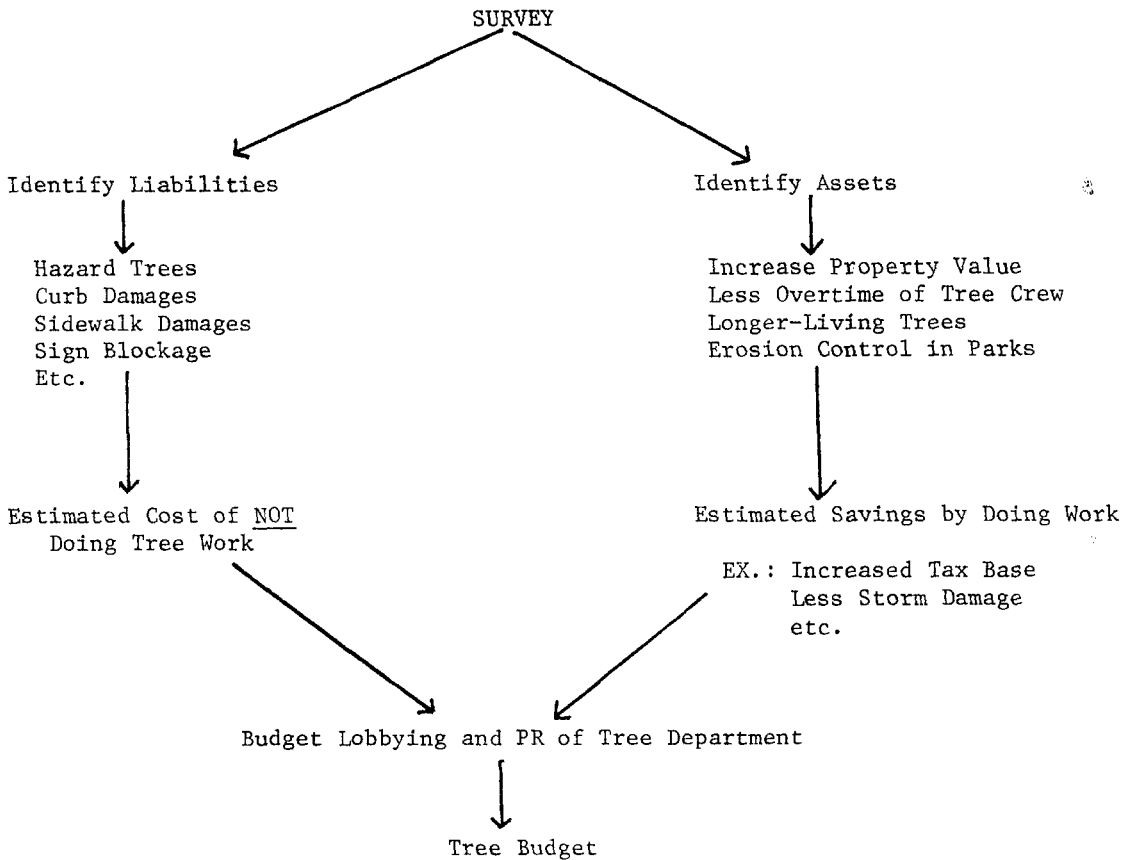 SURVEY
Identify Liabilities
Hazard Trees
Curb Damages
Sidewalk Damages
Sign Blockage
Etc.
Estimated Cost of NOT
Doing Tree Work
Identify Assets
Increase Property Value
Less Overtime of Tree Crew
Longer-Living Trees
Erosion Control in Parks
Estimated Savings by Doing Work
EX.: Increased Tax Base
Less Storm Damage
etc.
Budget Lobbying and PR of Tree Department
Tree Budget